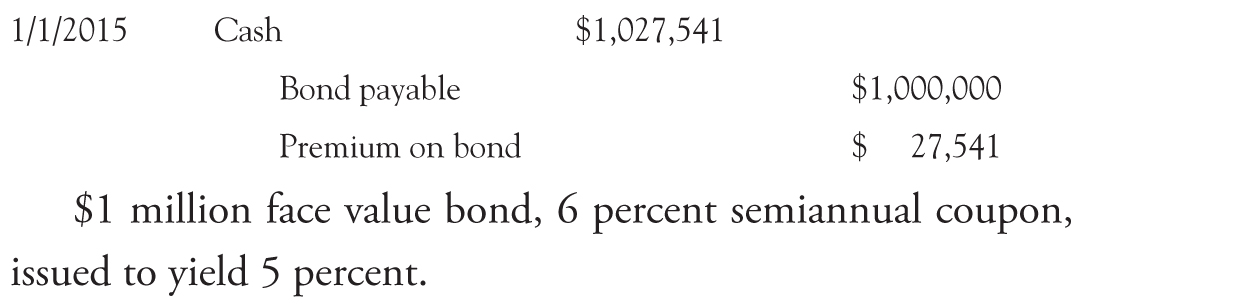 1/1/2015 Cash $1,027,541
Bond payable $1,000,000
Premium on bond $ 27,541
$1 million face value bond, 6 percent semiannual coupon,
issued to yield 5 percent.